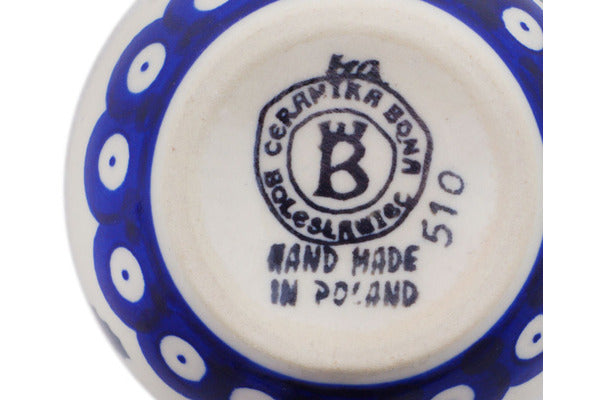 CERAMIKA BONA
B
BOLESLAWIEC
HAND MADE
IN POLAND
510